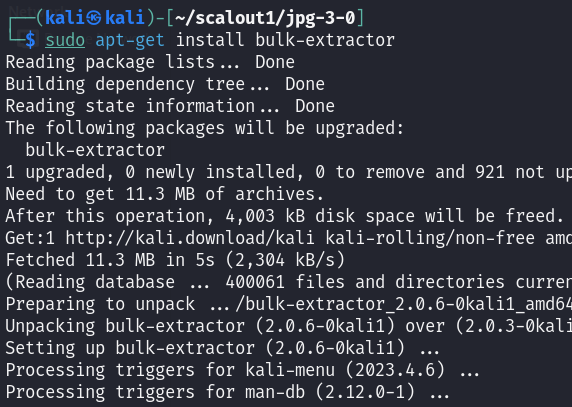 ┌──(kali㉿kali)-[~/scalout1/jpg-3-0]
└─$ sudo apt-get install bulk-extractor
Reading package lists... Done
Building dependency tree... Done
Reading state information... Done
The following packages will be upgraded:
  bulk-extractor
1 upgraded, 0 newly installed, 0 to remove and 921 not up
Need to get 11.3 MB of archives.
After this operation, 4,003 kB disk space will be freed.
Get:1 http://kali.download/kali kali-rolling/non-free amd
Fetched 11.3 MB in 5s (2,304 kB/s)
(Reading database ... 400061 files and directories curren
Preparing to unpack .../bulk-extractor_2.0.6-0kali1_amd64
Unpacking bulk-extractor (2.0.6-0kali1) over (2.0.3-0kali
Setting up bulk-extractor (2.0.6-0kali1) ...
Processing triggers for kali-menu (2023.4.6) ...
Processing triggers for man-db (2.12.0-1) ...